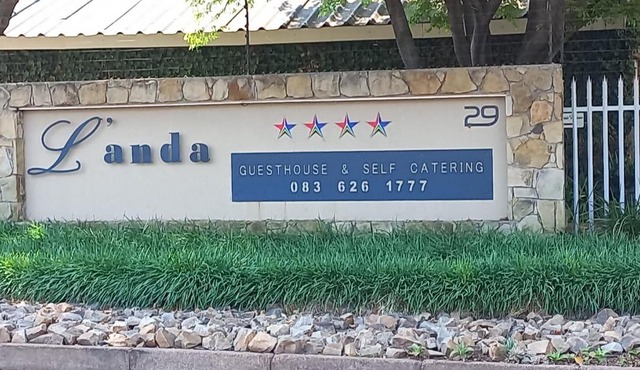 L'anda
29
GUESTHOUSE & SELF CATERING
083 626 1777